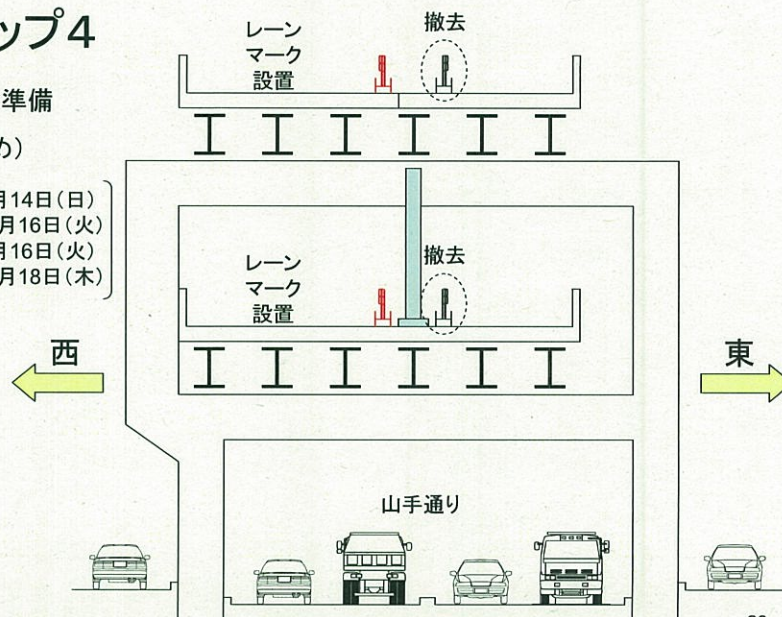 ップ4
準備
め）
月14日（日）
月16日（火）
月16日（火）
月18日（木）
レーン
マーク
設置
撤去
レーン
マーク
設置
撤去
西
東
山手通り